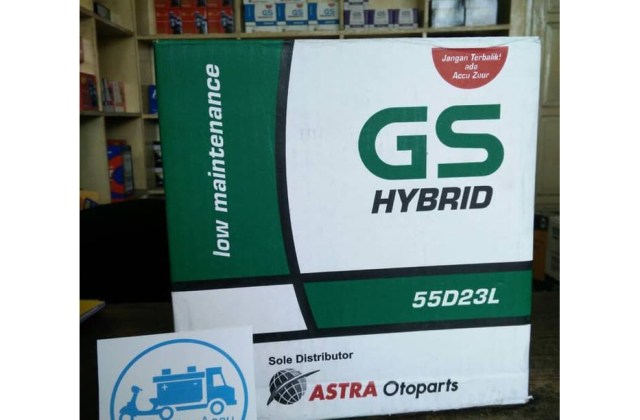 Jangan Terbalik!
ada
Accu Zuur
low maintenance
GS
HYBRID
55D23L
Sole Distributor
ASTRA Otoparts